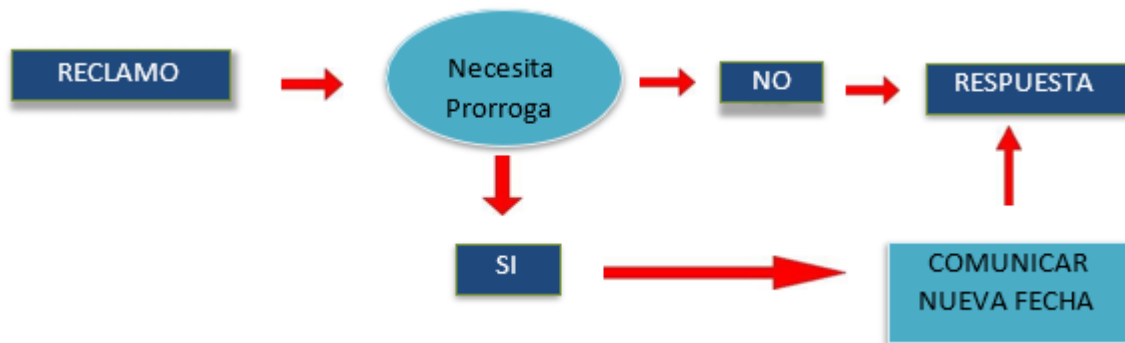 RECLAMO
Necesita
Prorroga
NO
RESPUESTA
SI
COMUNICAR
NUEVA FECHA